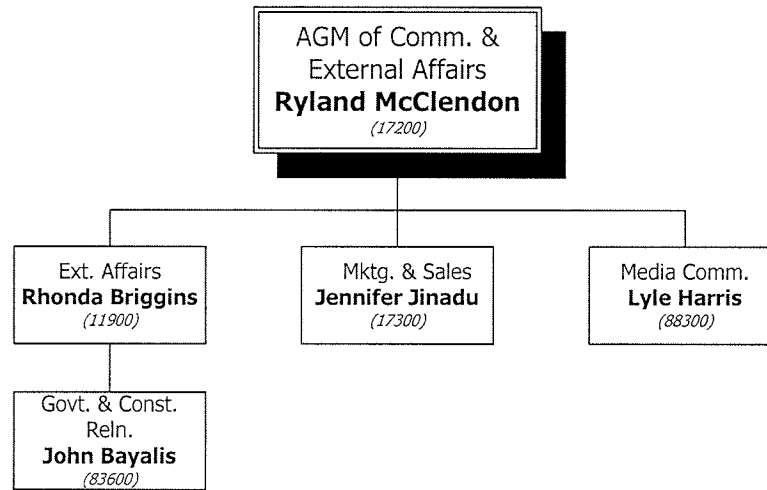 AGM of Comm. &
External Affairs
Ryland McClendon
(17200)
Ext. Affairs
Rhonda Briggins
(11900)
Mktg. & Sales
Jennifer Jinadu
(17300)
Media Comm.
Lyle Harris
(88300)
Govt. & Const.
Reln.
John Bayalis
(83600)